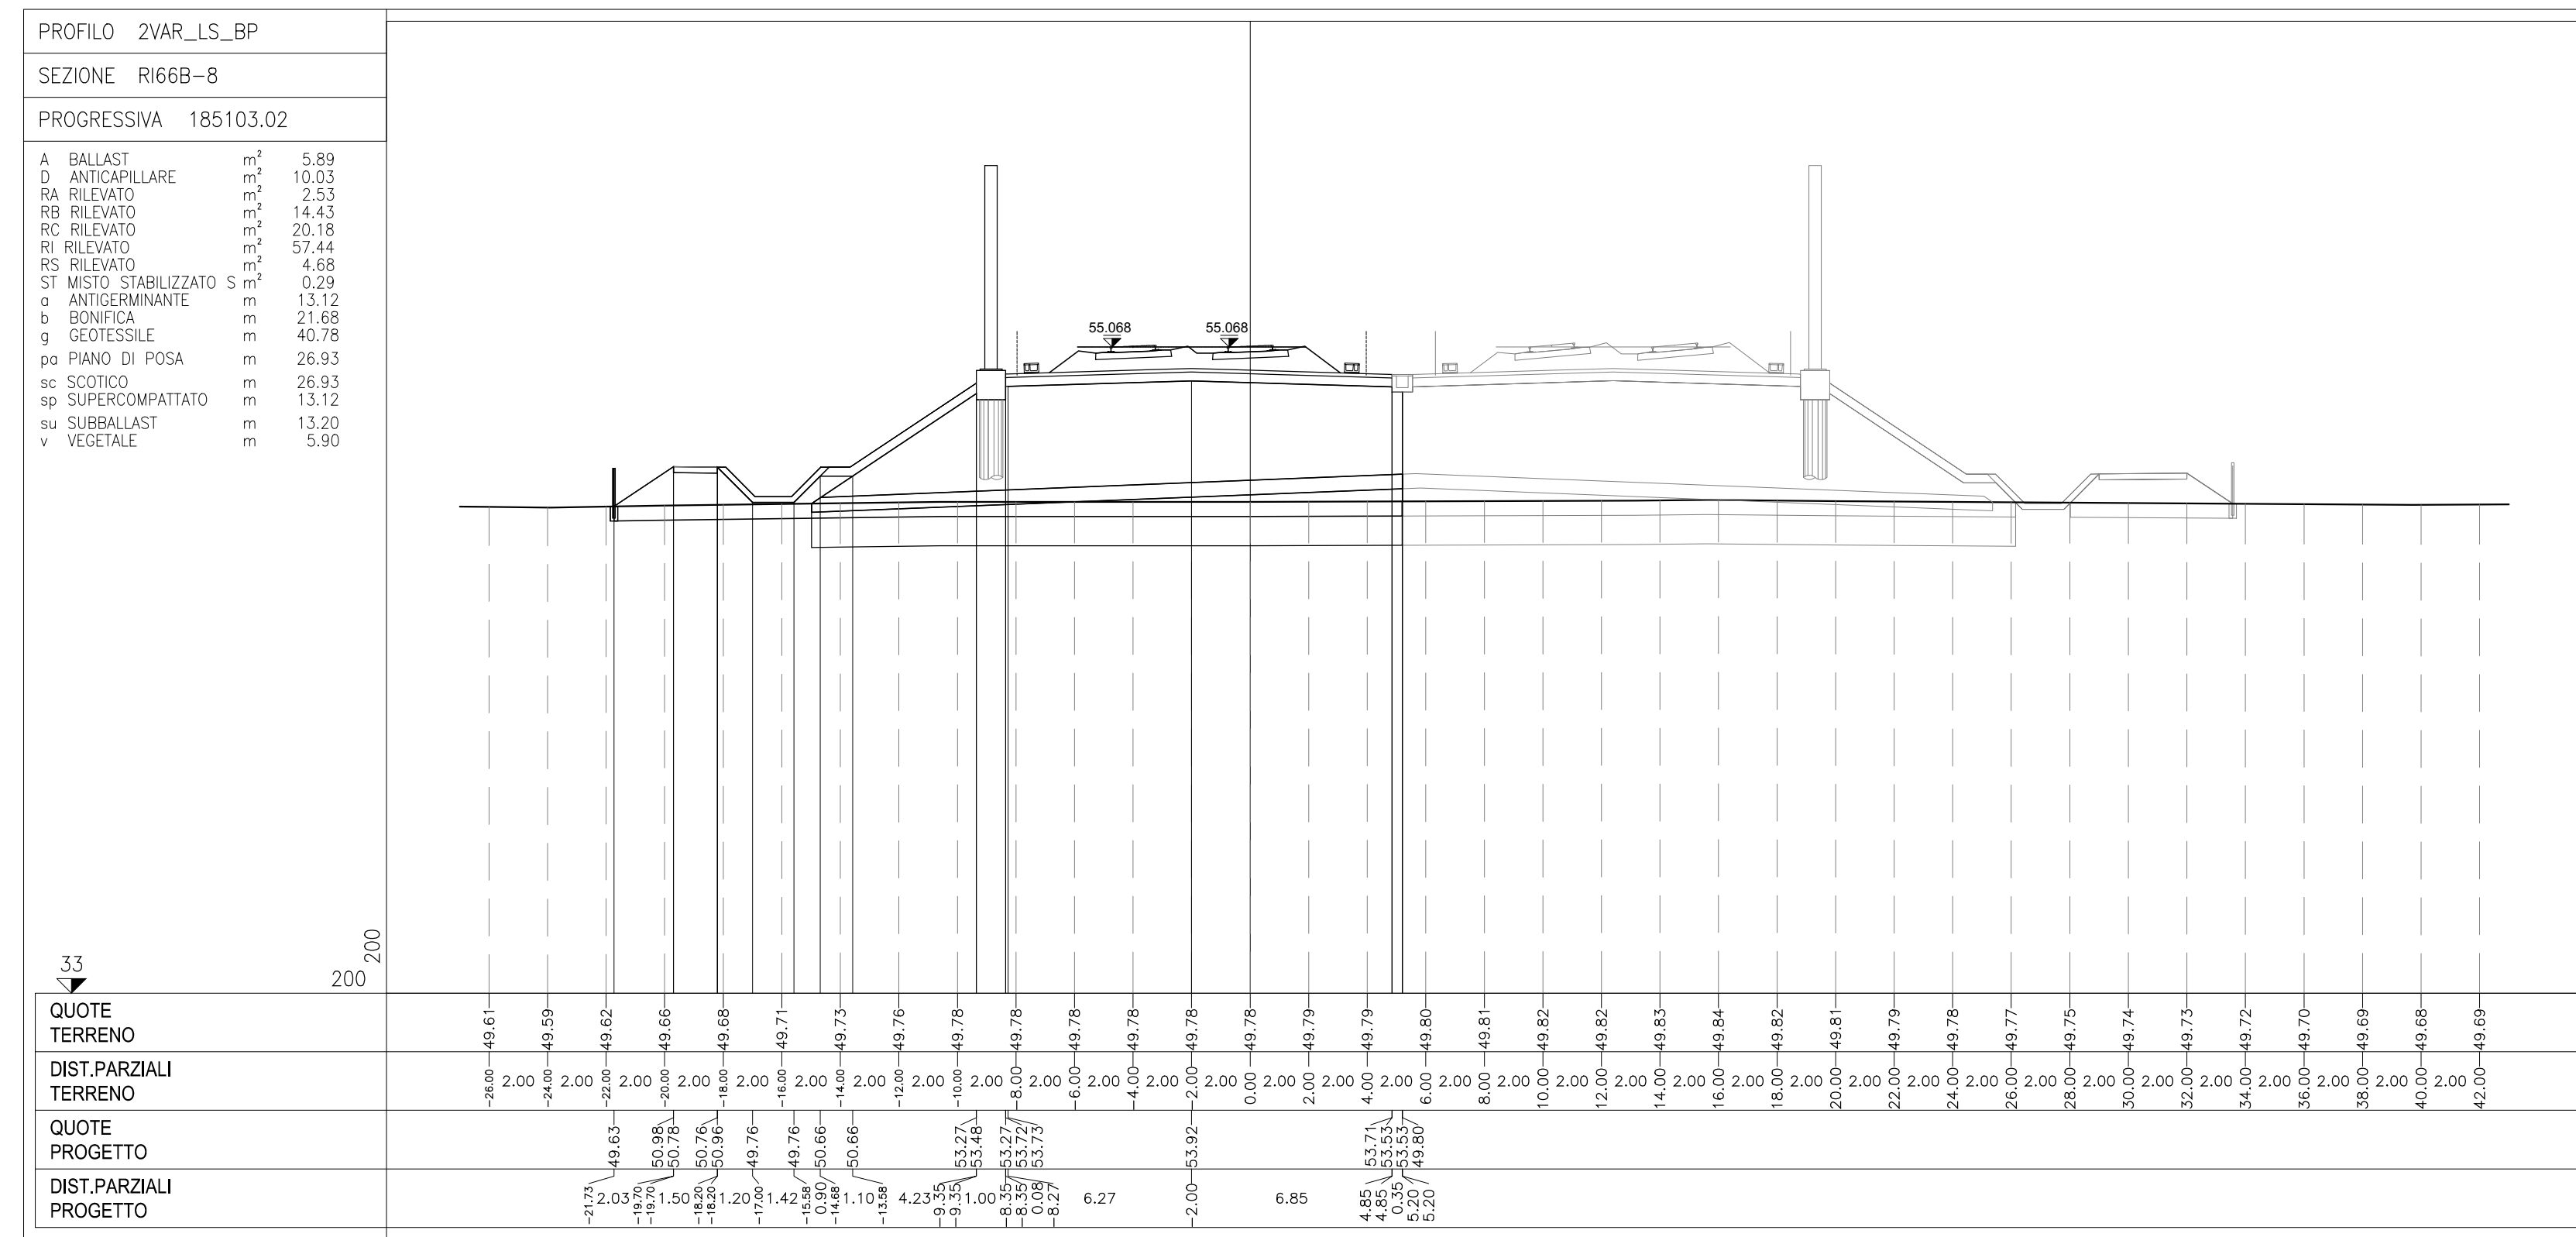 PROFILO 2VAR_LS_BP
SEZIONE RI66B-8
PROGRESSIVA 185103.02
A BALLAST m² 5.89
D ANTICAPILLARE m² 10.03
RA RILEVATO m² 2.53
RB RILEVATO m² 14.43
RC RILEVATO m² 20.18
RI RILEVATO m² 57.44
RS RILEVATO m² 4.68
ST MISTO STABILIZZATO S m² 0.29
a ANTIGERMINANTE m 13.12
b BONIFICA m 21.68
g GEOTESSILE m 40.78
pa PIANO DI POSA m 26.93
sc SCOTICO m 26.93
sp SUPERCOMPATTATO m 13.12
su SUBBALLAST m 13.20
v VEGETALE m 5.90
55.068 55.068
200
33 200
QUOTE
TERRENO
49.61 49.59 49.62 49.66 49.68 49.71 49.73 49.76 49.78 49.78 49.78 49.78 49.78 49.78 49.79 49.79 49.80 49.81 49.82 49.82 49.83 49.84 49.82 49.81 49.79 49.78 49.77 49.75 49.74 49.73 49.72 49.70 49.69 49.68 49.69
DIST.PARZIALI
TERRENO
-26.00 2.00 -24.00 2.00 -22.00 2.00 -20.00 2.00 -18.00 2.00 -16.00 2.00 -14.00 2.00 -12.00 2.00 -10.00 2.00 -8.00 2.00 -6.00 2.00 -4.00 2.00 -2.00 2.00 0.00 2.00 2.00 2.00 4.00 2.00 6.00 2.00 8.00 2.00 10.00 2.00 12.00 2.00 14.00 2.00 16.00 2.00 18.00 2.00 20.00 2.00 22.00 2.00 24.00 2.00 26.00 2.00 28.00 2.00 30.00 2.00 32.00 2.00 34.00 2.00 36.00 2.00 38.00 2.00 40.00 2.00 42.00
QUOTE
PROGETTO
49.63 50.98 50.78 50.76 50.96 49.76 49.76 50.66 50.66 53.27 53.48 53.27 53.72 53.73 53.92 53.71 53.53 53.53 49.80
DIST.PARZIALI
PROGETTO
-21.73 2.03 -19.70 -19.70 1.50 -18.20 -18.20 1.20 -17.00 1.42 -15.58 0.90 -14.68 1.10 -13.58 4.23 -9.35 -9.35 1.00 -8.35 -8.35 0.08 -8.27 6.27 -2.00 6.85 4.85 4.85 0.35 5.20 5.20